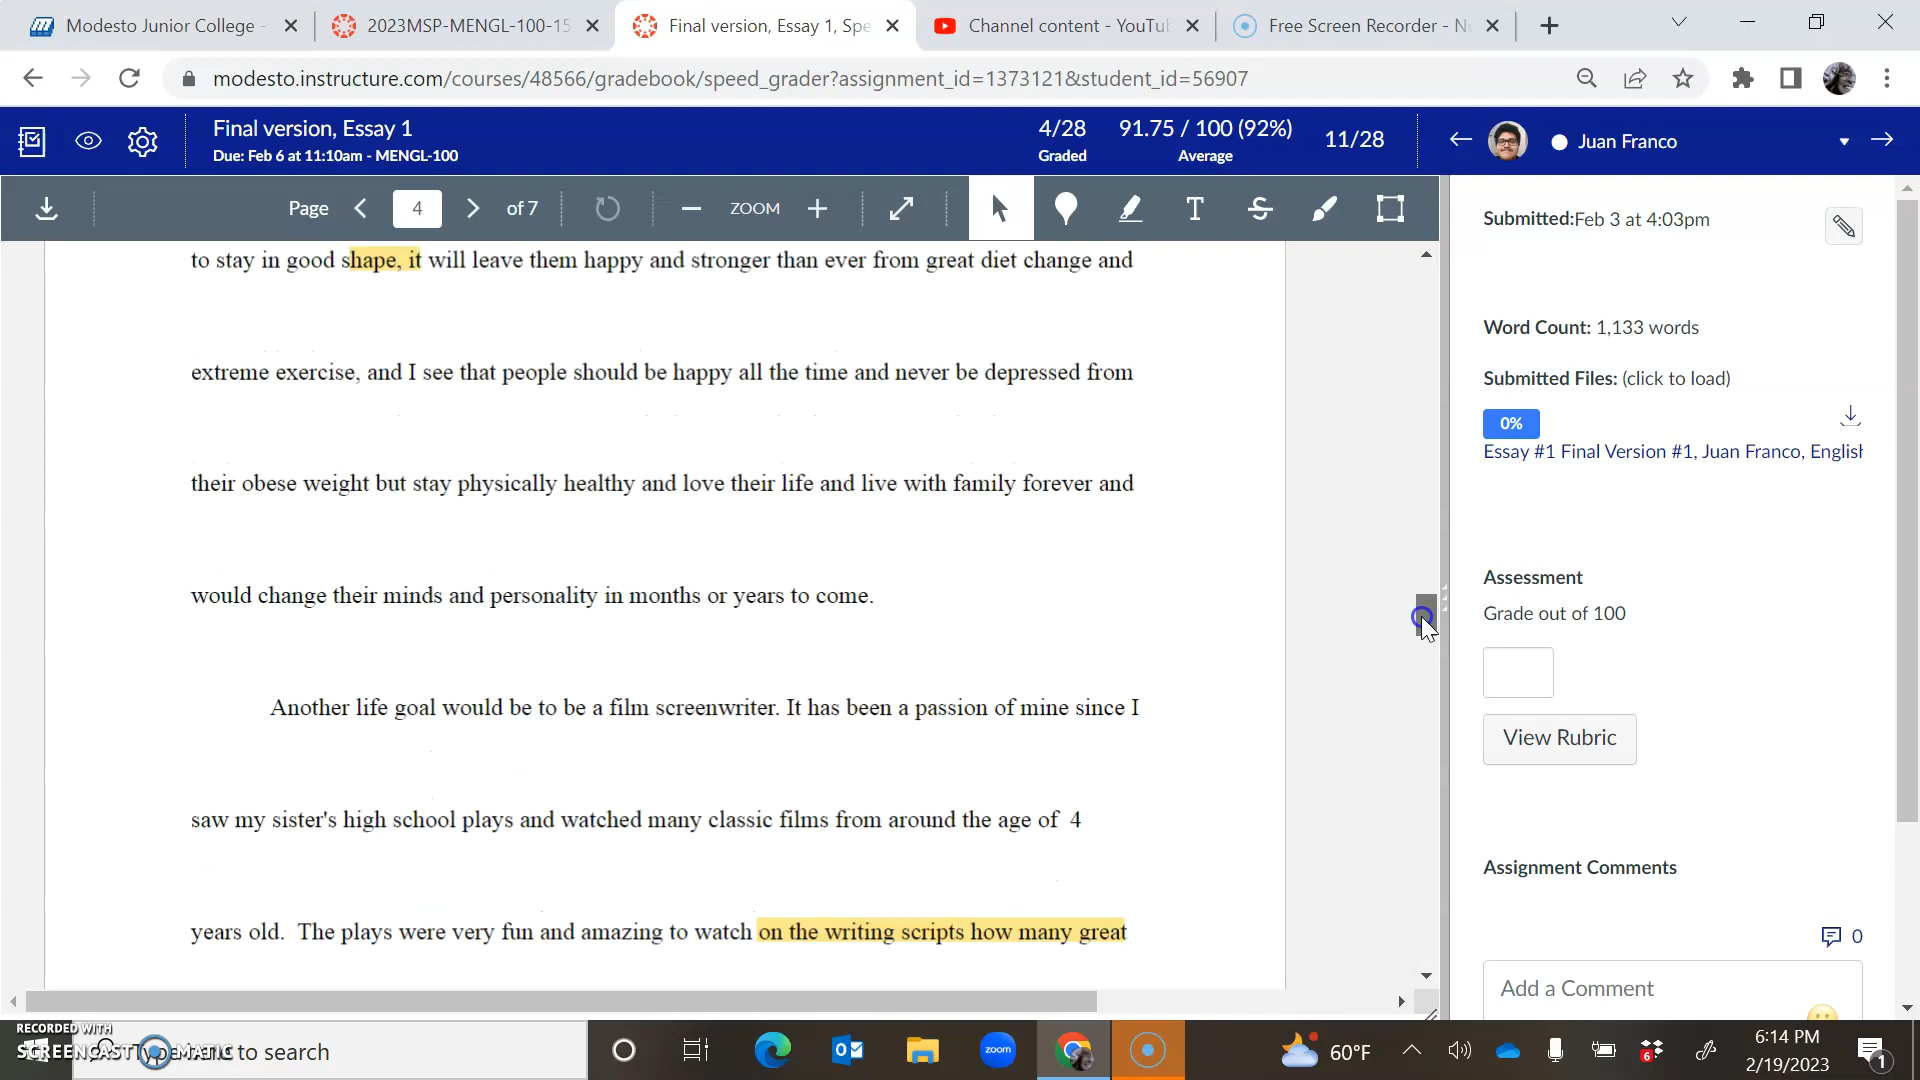 Modesto Junior College -
2023MSP-MENGL-100-15
Final version, Essay 1, Spe
Channel content - YouTu
Free Screen Recorder - N
modesto.instructure.com/courses/48566/gradebook/speed_grader?assignment_id=1373121&student_id=56907
Final version, Essay 1
Due: Feb 6 at 11:10am - MENGL-100
4/28
Graded
91.75 / 100 (92%)
Average
11/28
Juan Franco
Page
4
of 7
ZOOM
T
S
to stay in good shape, it will leave them happy and stronger than ever from great diet change and
extreme exercise, and I see that people should be happy all the time and never be depressed from
their obese weight but stay physically healthy and love their life and live with family forever and
would change their minds and personality in months or years to come.
Another life goal would be to be a film screenwriter. It has been a passion of mine since I
saw my sister's high school plays and watched many classic films from around the age of 4
years old. The plays were very fun and amazing to watch on the writing scripts how many great
Submitted:Feb 3 at 4:03pm
Word Count: 1,133 words
Submitted Files: (click to load)
0%
Essay #1 Final Version #1, Juan Franco, English
Assessment
Grade out of 100
View Rubric
Assignment Comments
0
Add a Comment
RECORDED WITH
SCREENCAST MATIC
Type here to search
zoom
60°F
6
6:14 PM
2/19/2023
1